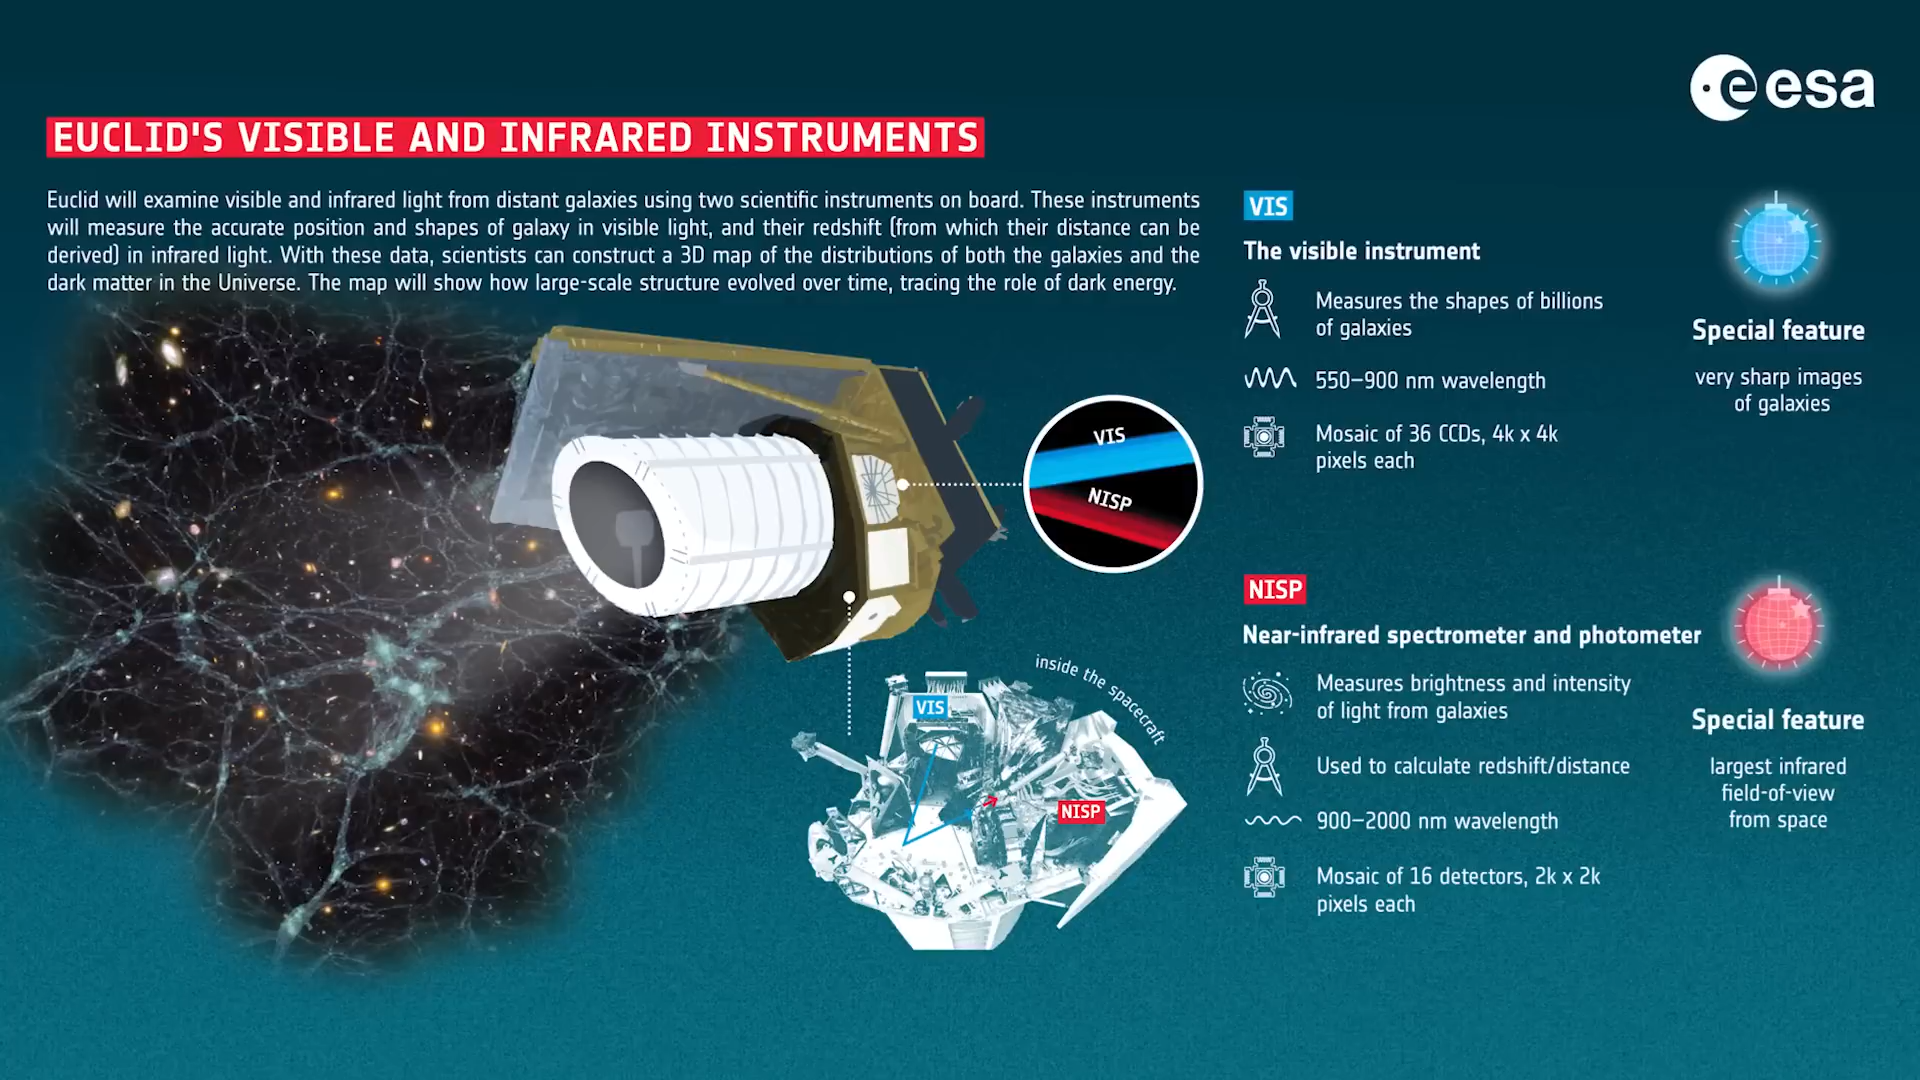 esa
EUCLID'S VISIBLE AND INFRARED INSTRUMENTS
Euclid will examine visible and infrared light from distant galaxies using two scientific instruments on board. These instruments
will measure the accurate position and shapes of galaxy in visible light, and their redshift (from which their distance can be
derived) in infrared light. With these data, scientists can construct a 3D map of the distributions of both the galaxies and the
dark matter in the Universe. The map will show how large-scale structure evolved over time, tracing the role of dark energy.
VIS
NISP
inside the spacecraft
VIS
NISP
VIS
The visible instrument
Measures the shapes of billions
of galaxies
550–900 nm wavelength
Mosaic of 36 CCDs, 4k x 4k
pixels each
Special feature
very sharp images
of galaxies
NISP
Near-infrared spectrometer and photometer
Measures brightness and intensity
of light from galaxies
Used to calculate redshift/distance
900–2000 nm wavelength
Mosaic of 16 detectors, 2k x 2k
pixels each
Special feature
largest infrared
field-of-view
from space